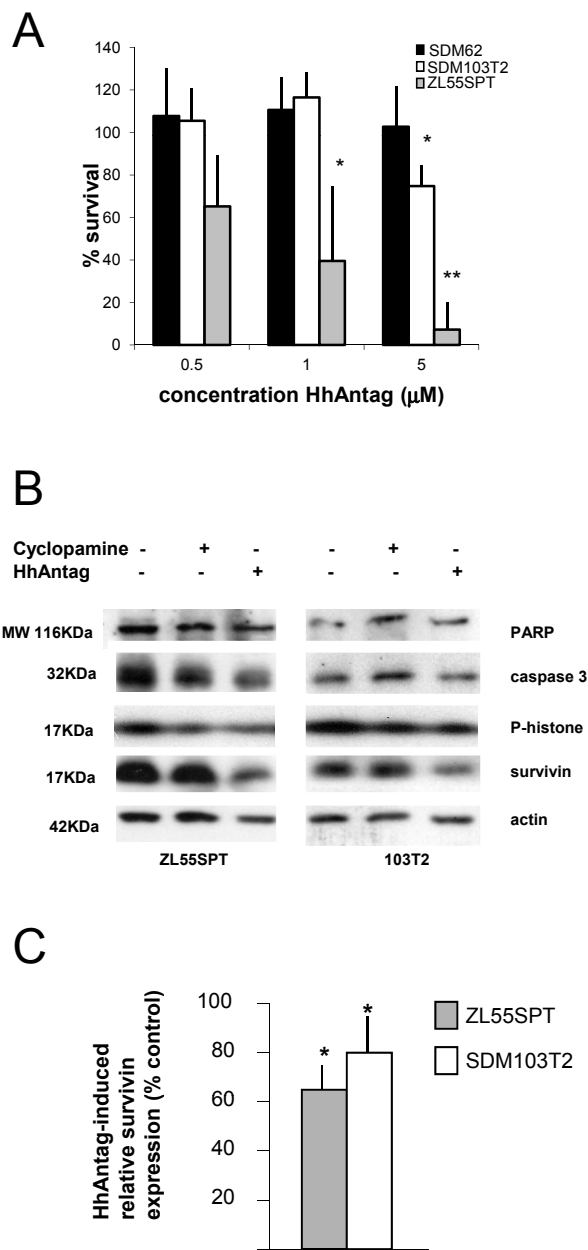 A
SDM62
SDM103T2
ZL55SPT
140
120
100
80
60
40
20
0
% survival
*
*
**
0.5 1 5
concentration HhAntag (μM)
B
Cyclopamine - + - - + -
HhAntag - - + - - +
MW 116KDa PARP
32KDa caspase 3
17KDa P-histone
17KDa survivin
42KDa actin
ZL55SPT 103T2
C
HhAntag-induced
relative survivin
expression (% control)
100
80
60
40
20
* *
ZL55SPT
SDM103T2